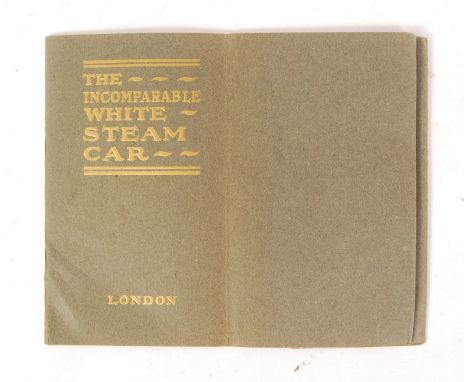 THE ~ ~ ~
INCOMPARABLE
WHITE ~
STEAM
CAR ~ ~
LONDON